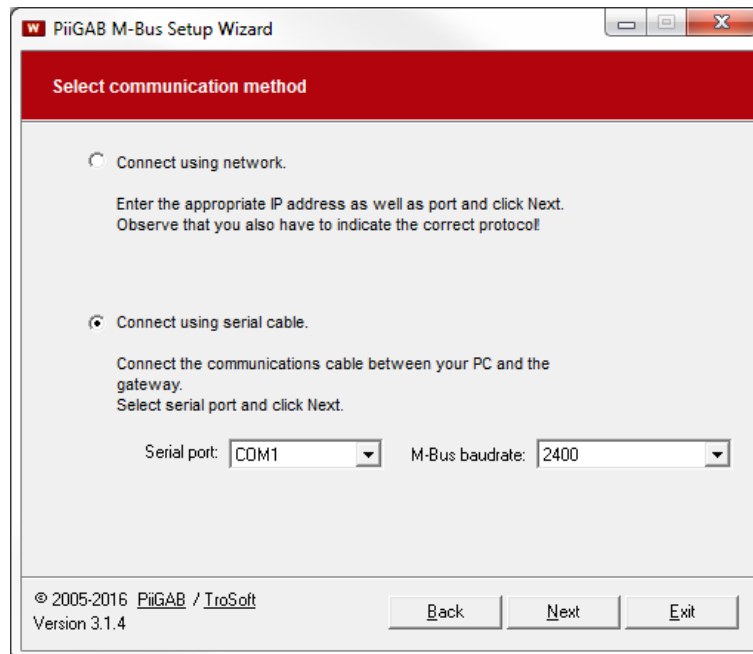 W PiiGAB M-Bus Setup Wizard
Select communication method
Connect using network.
Enter the appropriate IP address as well as port and click Next.
Observe that you also have to indicate the correct protocol!
Connect using serial cable.
Connect the communications cable between your PC and the
gateway.
Select serial port and click Next.
Serial port: COM1 M-Bus baudrate: 2400
© 2005-2016 PiiGAB / TroSoft
Version 3.1.4
Back Next Exit